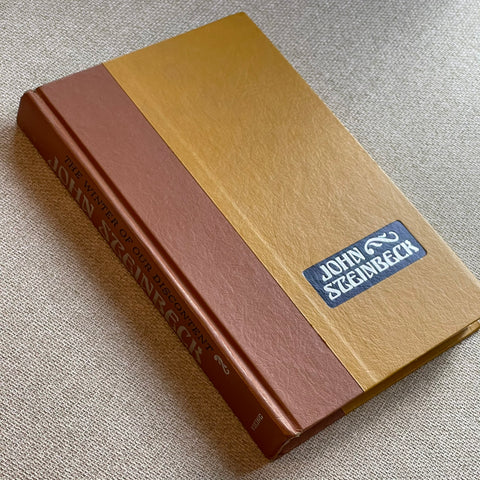 THE WINTER OF OUR DISCONTENT
JOHN STEINBECK
JOHN
STEINBECK